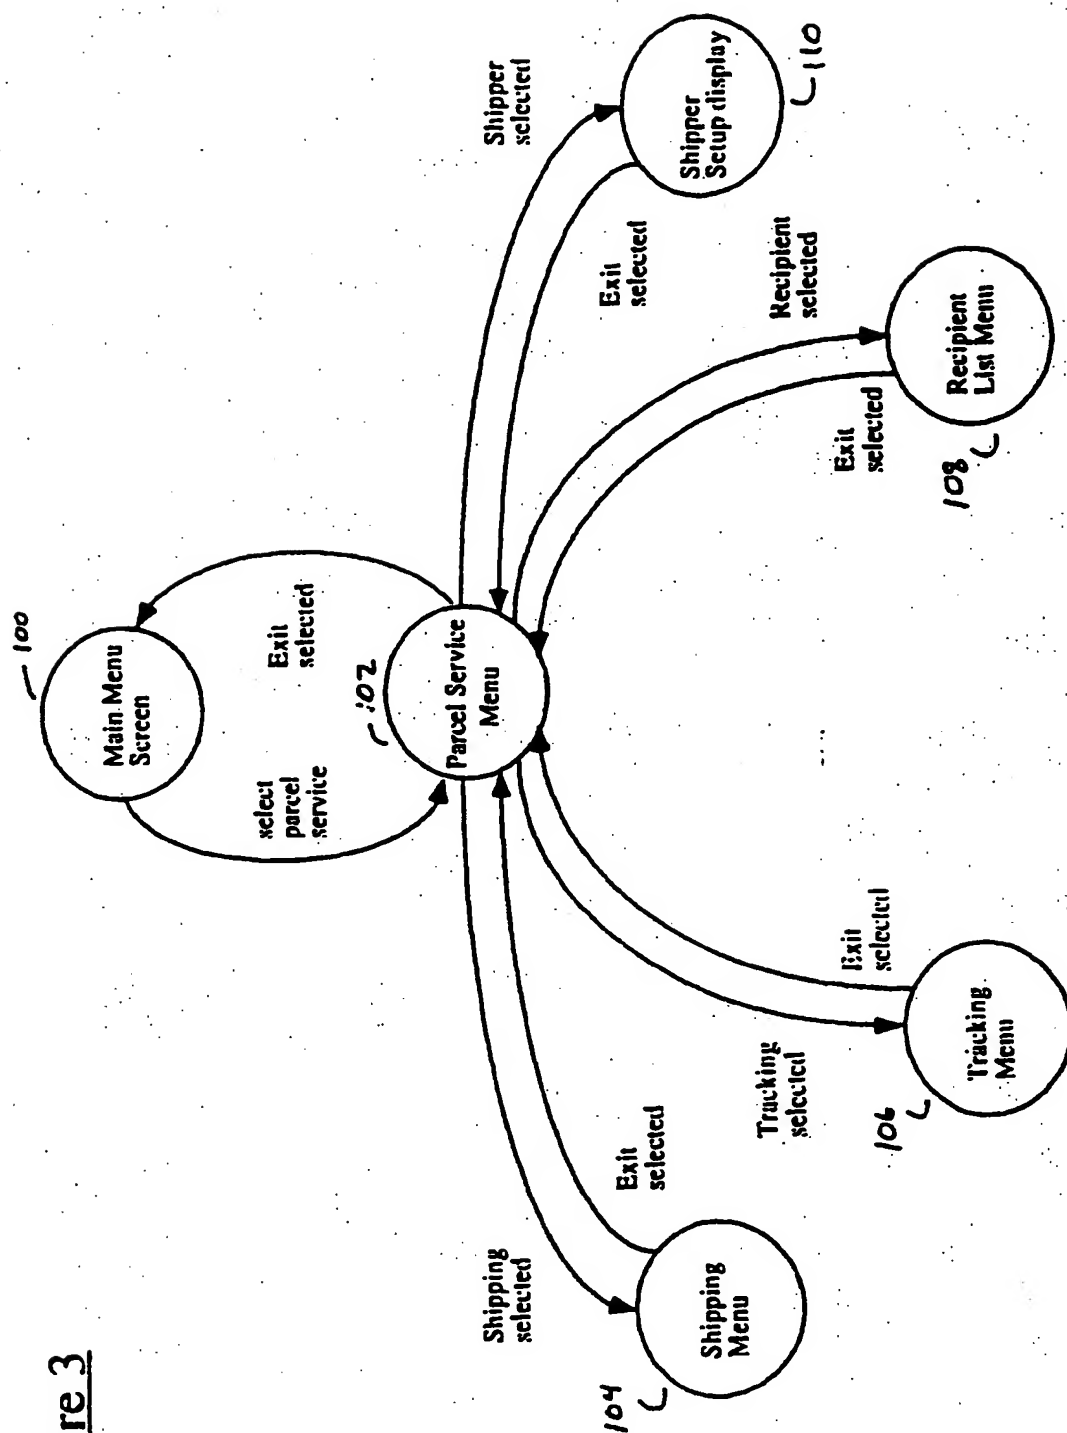 re 3
100
Main Menu
Screen
select
parcel
service
Exit
selected
102
Parcel Service
Menu
Shipping
selected
Exit
selected
104
Shipping
Menu
Tracking
selected
Exit
selected
106
Tracking
Menu
Recipient
selected
Exit
selected
108
Recipient
List Menu
Shipper
selected
Exit
selected
110
Shipper
Setup display